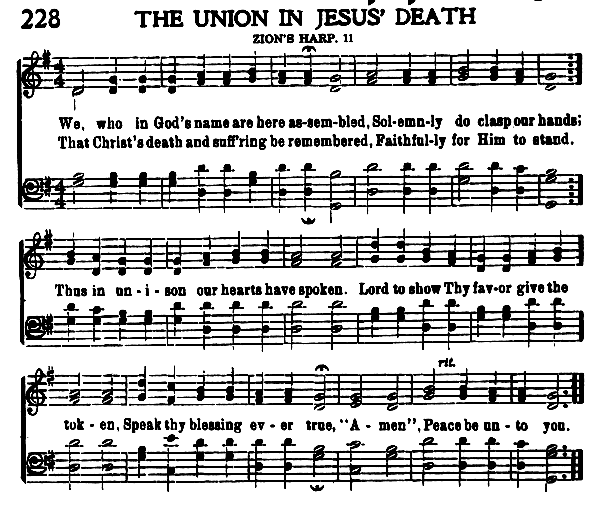 228 THE UNION IN JESUS' DEATH
ZION'S HARP. 11
We, who in God's name are here as-sem-bled, Sol-emn-ly do clasp our hands;
That Christ's death and suff'ring be remembered, Faithful-ly for Him to stand.
Thus in un - i - son our hearts have spoken. Lord to show Thy fav-or give the
rit.
tok - en, Speak thy blessing ev - er true, "A - men", Peace be un - to you.